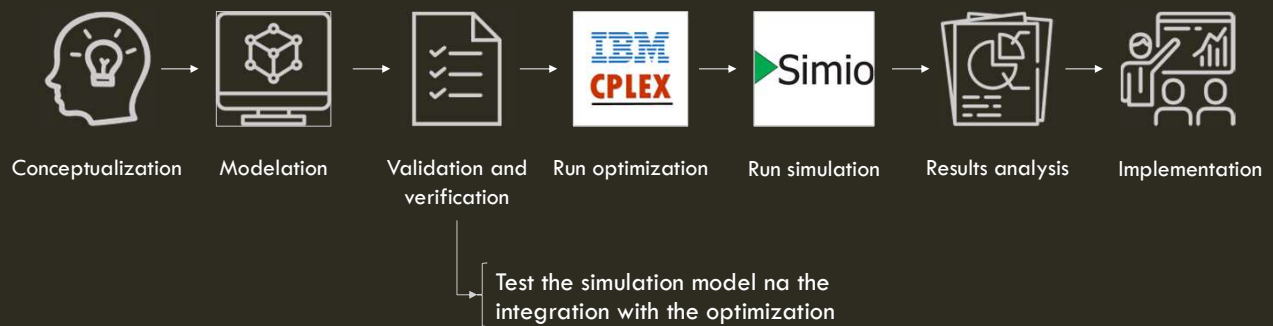 IBM
CPLEX
Simio
Conceptualization
Modelation
Validation and
verification
Run optimization
Run simulation
Results analysis
Implementation
Test the simulation model na the
integration with the optimization